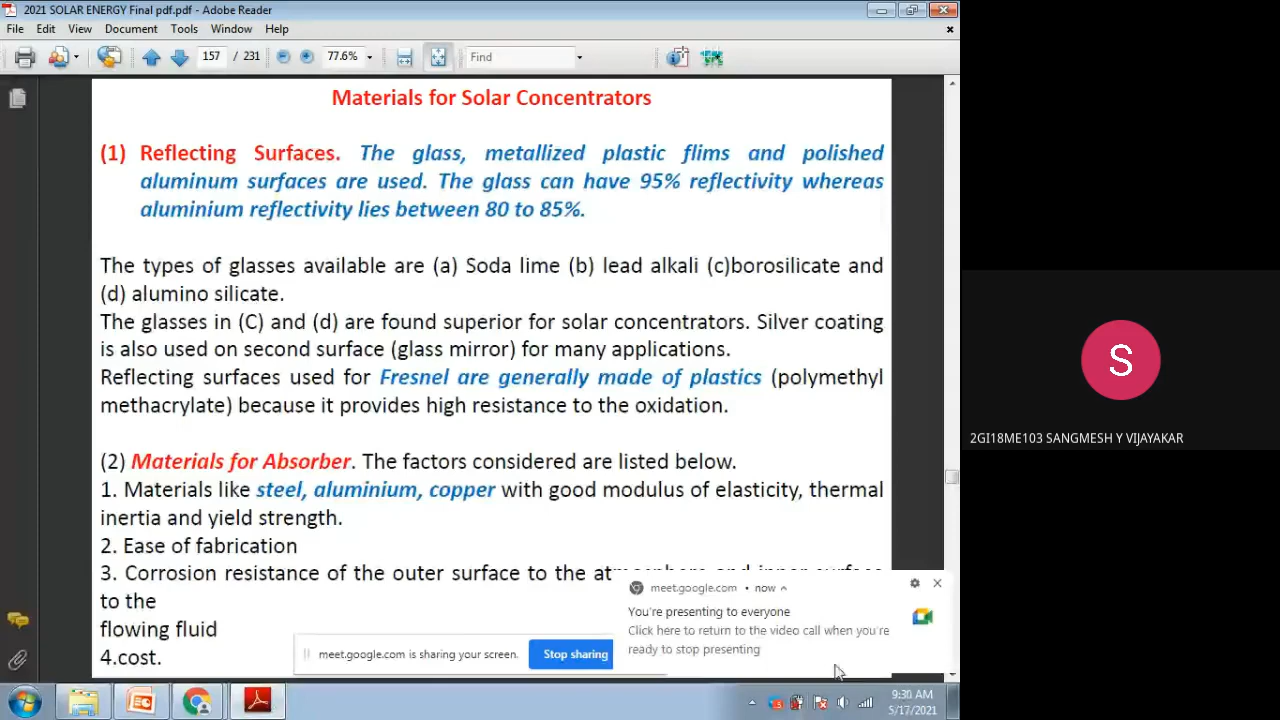 2021 SOLAR ENERGY Final pdf.pdf - Adobe Reader
File Edit View Document Tools Window Help
157 / 231 77.6% Find
Materials for Solar Concentrators
(1) Reflecting Surfaces. The glass, metallized plastic flims and polished
aluminum surfaces are used. The glass can have 95% reflectivity whereas
aluminium reflectivity lies between 80 to 85%.
The types of glasses available are (a) Soda lime (b) lead alkali (c)borosilicate and
(d) alumino silicate.
The glasses in (C) and (d) are found superior for solar concentrators. Silver coating
is also used on second surface (glass mirror) for many applications.
Reflecting surfaces used for Fresnel are generally made of plastics (polymethyl
methacrylate) because it provides high resistance to the oxidation.
(2) Materials for Absorber. The factors considered are listed below.
1. Materials like steel, aluminium, copper with good modulus of elasticity, thermal
inertia and yield strength.
2. Ease of fabrication
3. Corrosion resistance of the outer surface to the
to the
flowing fluid
4.cost.
meet.google.com is sharing your screen. Stop sharing
meet.google.com • now
You're presenting to everyone
Click here to return to the video call when you're
ready to stop presenting
S
2GI18ME103 SANGMESH Y VIJAYAKAR
9:30 AM
5/17/2021